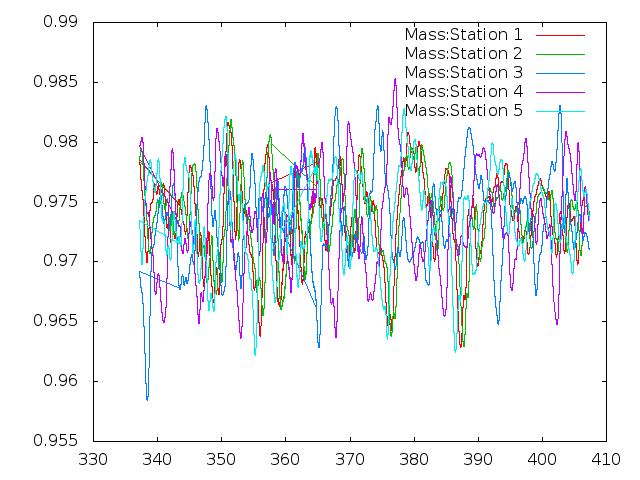 0.99
0.985
0.98
0.975
0.97
0.965
0.96
0.955
330 340 350 360 370 380 390 400 410
Mass:Station 1
Mass:Station 2
Mass:Station 3
Mass:Station 4
Mass:Station 5